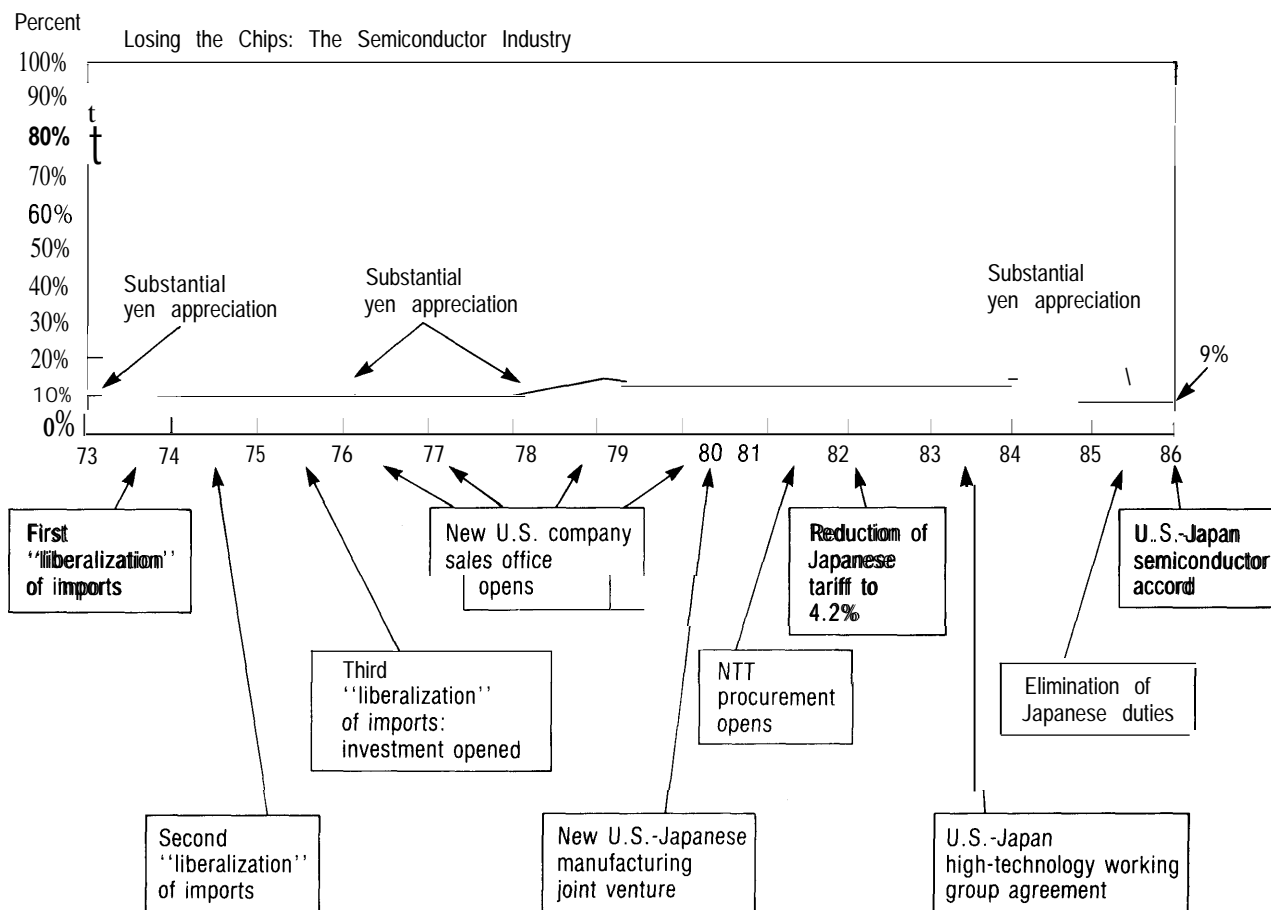 Percent
Losing the Chips: The Semiconductor Industry
100%
90%
80%
70%
60%
50%
40%
30%
20%
10%
0%
Substantial
yen appreciation
Substantial
yen appreciation
Substantial
yen appreciation
9%
73 74 75 76 77 78 79 80 81 82 83 84 85 86
First
"liberalization"
of imports
New U.S. company
sales office
opens
Reduction of
Japanese
tariff to
4.2%
U.S.-Japan
semiconductor
accord
Third
"liberalization"
of imports:
investment opened
NTT
procurement
opens
Elimination of
Japanese duties
Second
"liberalization"
of imports
New U.S.-Japanese
manufacturing
joint venture
U.S.-Japan
high-technology working
group agreement